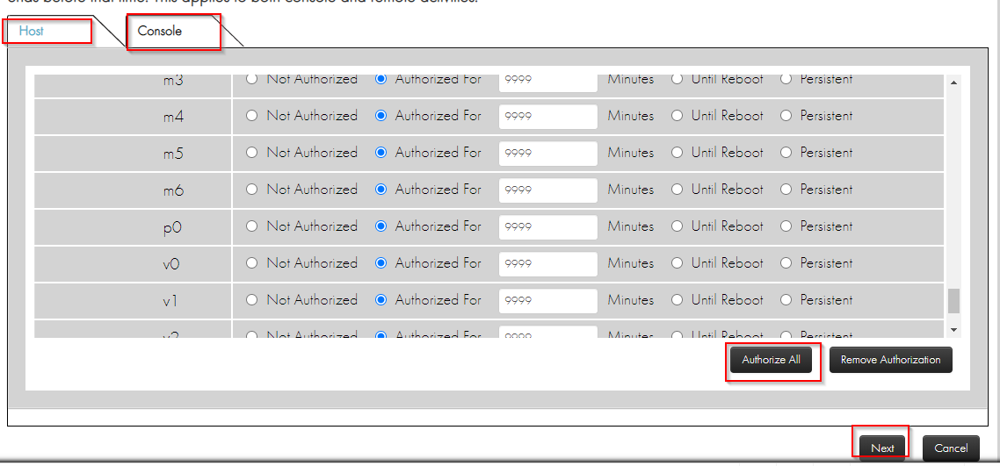 ends before that time. This applies to both console and remote activities.
Host Console
m3 Not Authorized Authorized For 9999 Minutes Until Reboot Persistent
m4 Not Authorized Authorized For 9999 Minutes Until Reboot Persistent
m5 Not Authorized Authorized For 9999 Minutes Until Reboot Persistent
m6 Not Authorized Authorized For 9999 Minutes Until Reboot Persistent
p0 Not Authorized Authorized For 9999 Minutes Until Reboot Persistent
v0 Not Authorized Authorized For 9999 Minutes Until Reboot Persistent
v1 Not Authorized Authorized For 9999 Minutes Until Reboot Persistent
v2 Not Authorized Authorized For 9999 Minutes Until Reboot Persistent
Authorize All Remove Authorization
Next Cancel